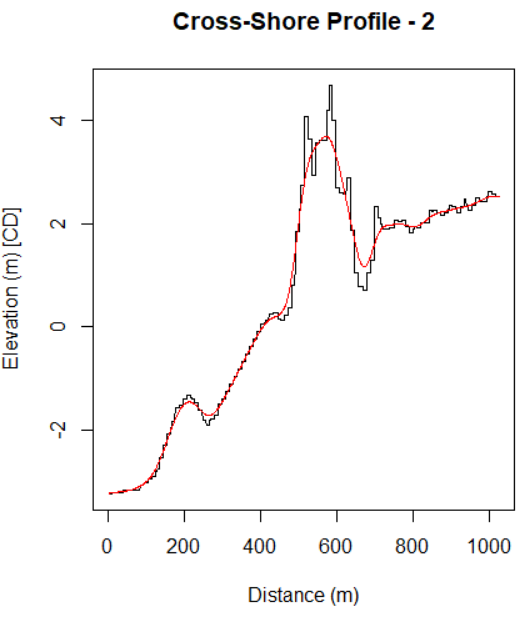 Cross-Shore Profile - 2
Elevation (m) [CD]
4
2
0
-2
0 200 400 600 800 1000
Distance (m)